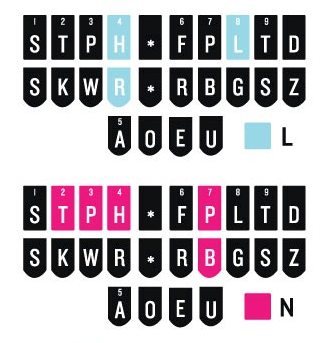 1 2 3 4 6 7 8 9
S T P H * F P L T D
S K W R * R B G S Z
5
A O E U L
1 2 3 4 6 7 8 9
S T P H * F P L T D
S K W R * R B G S Z
5
A O E U N